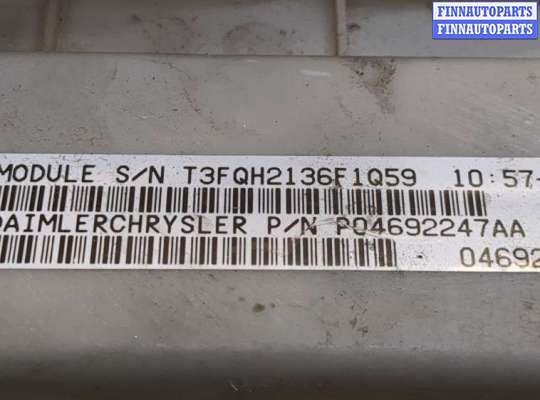 FINNAUTOPARTS
FINNAUTOPARTS
MODULE S/N T3FQH2136F1Q59 10:57-
DAIMLERCHRYSLER P/N P04692247AA
04692